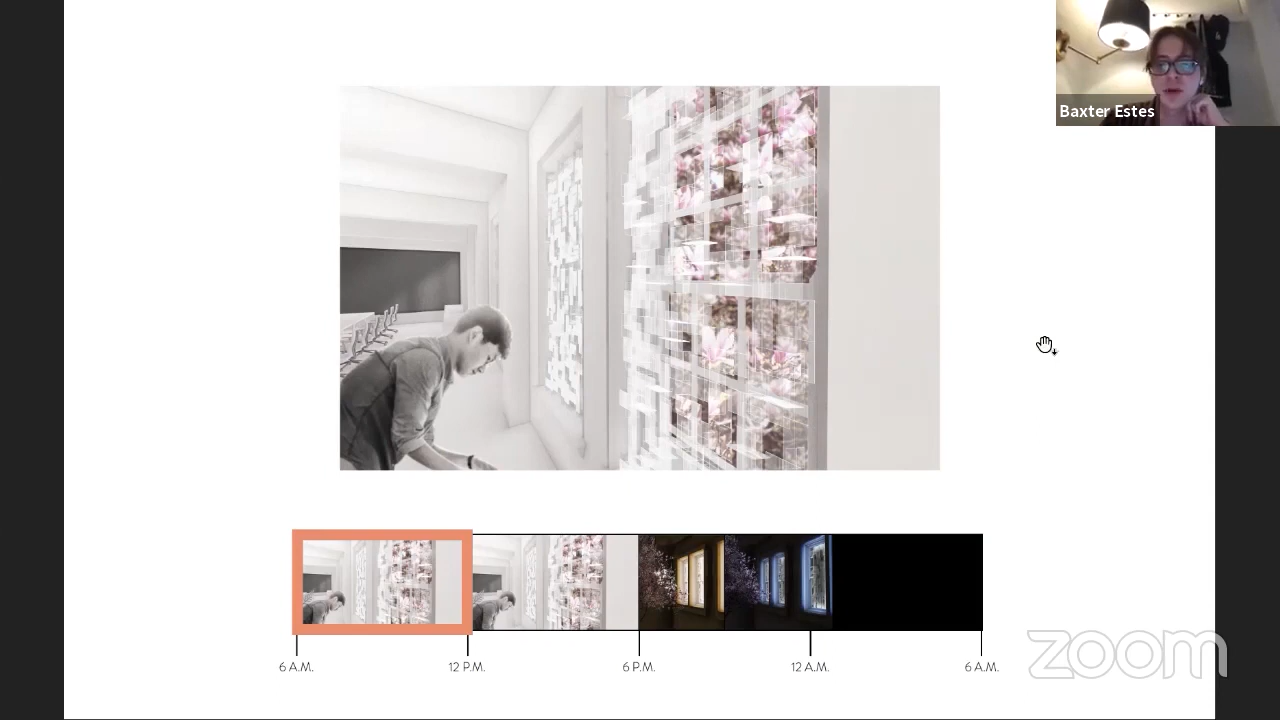 Baxter Estes
6 A.M.
12 P.M.
6 P.M.
12 A.M.
6 A.M.
zoom